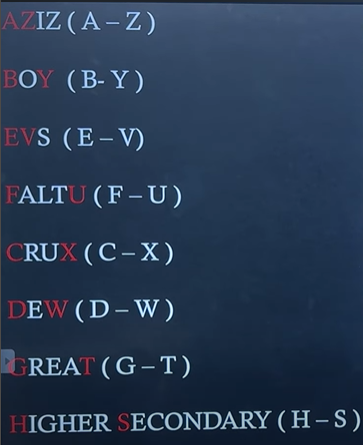 AZIZ ( A – Z )
BOY ( B- Y )
EVS ( E – V)
FALTU ( F – U )
CRUX ( C – X )
DEW ( D – W )
GREAT ( G – T )
HIGHER SECONDARY ( H – S )